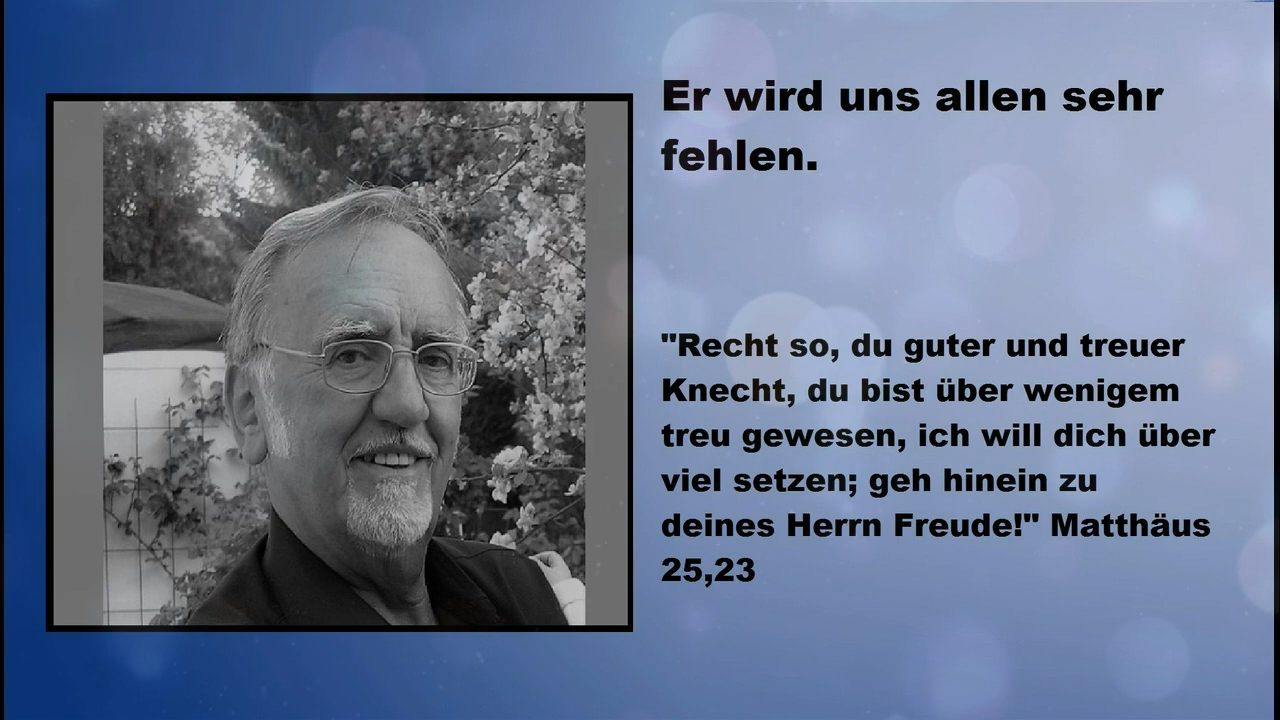 Er wird uns allen sehr
fehlen.
"Recht so, du guter und treuer
Knecht, du bist über wenigem
treu gewesen, ich will dich über
viel setzen; geh hinein zu
deines Herrn Freude!" Matthäus
25,23